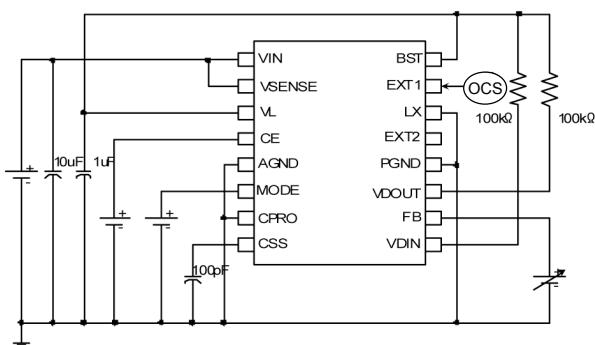 VIN BST
VSENSE EXT1 OCS
VL LX 100kΩ 100kΩ
CE EXT2
10uF 1uF AGND PGND
MODE VDOUT
CPRO FB
CSS VDIN
100pF